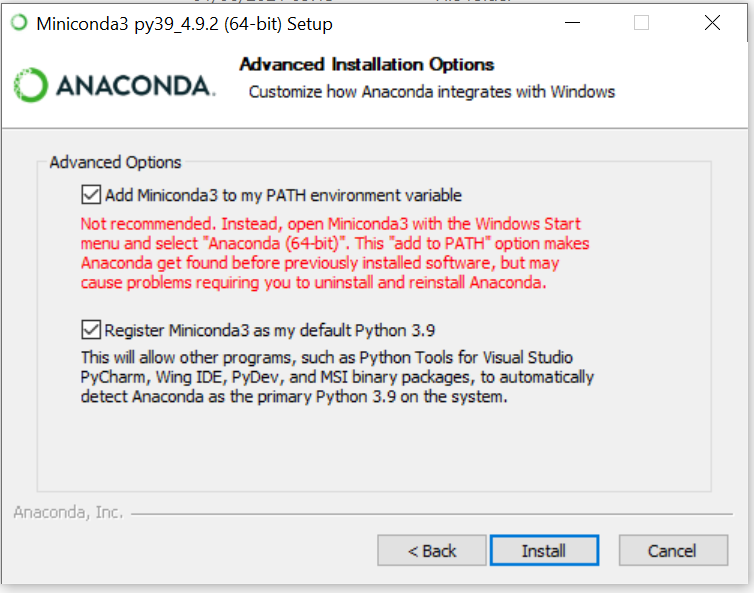 Miniconda3 py39_4.9.2 (64-bit) Setup
ANACONDA.
Advanced Installation Options
Customize how Anaconda integrates with Windows
Advanced Options
Add Miniconda3 to my PATH environment variable
Not recommended. Instead, open Miniconda3 with the Windows Start
menu and select "Anaconda (64-bit)". This "add to PATH" option makes
Anaconda get found before previously installed software, but may
cause problems requiring you to uninstall and reinstall Anaconda.
Register Miniconda3 as my default Python 3.9
This will allow other programs, such as Python Tools for Visual Studio
PyCharm, Wing IDE, PyDev, and MSI binary packages, to automatically
detect Anaconda as the primary Python 3.9 on the system.
Anaconda, Inc.
< Back
Install
Cancel